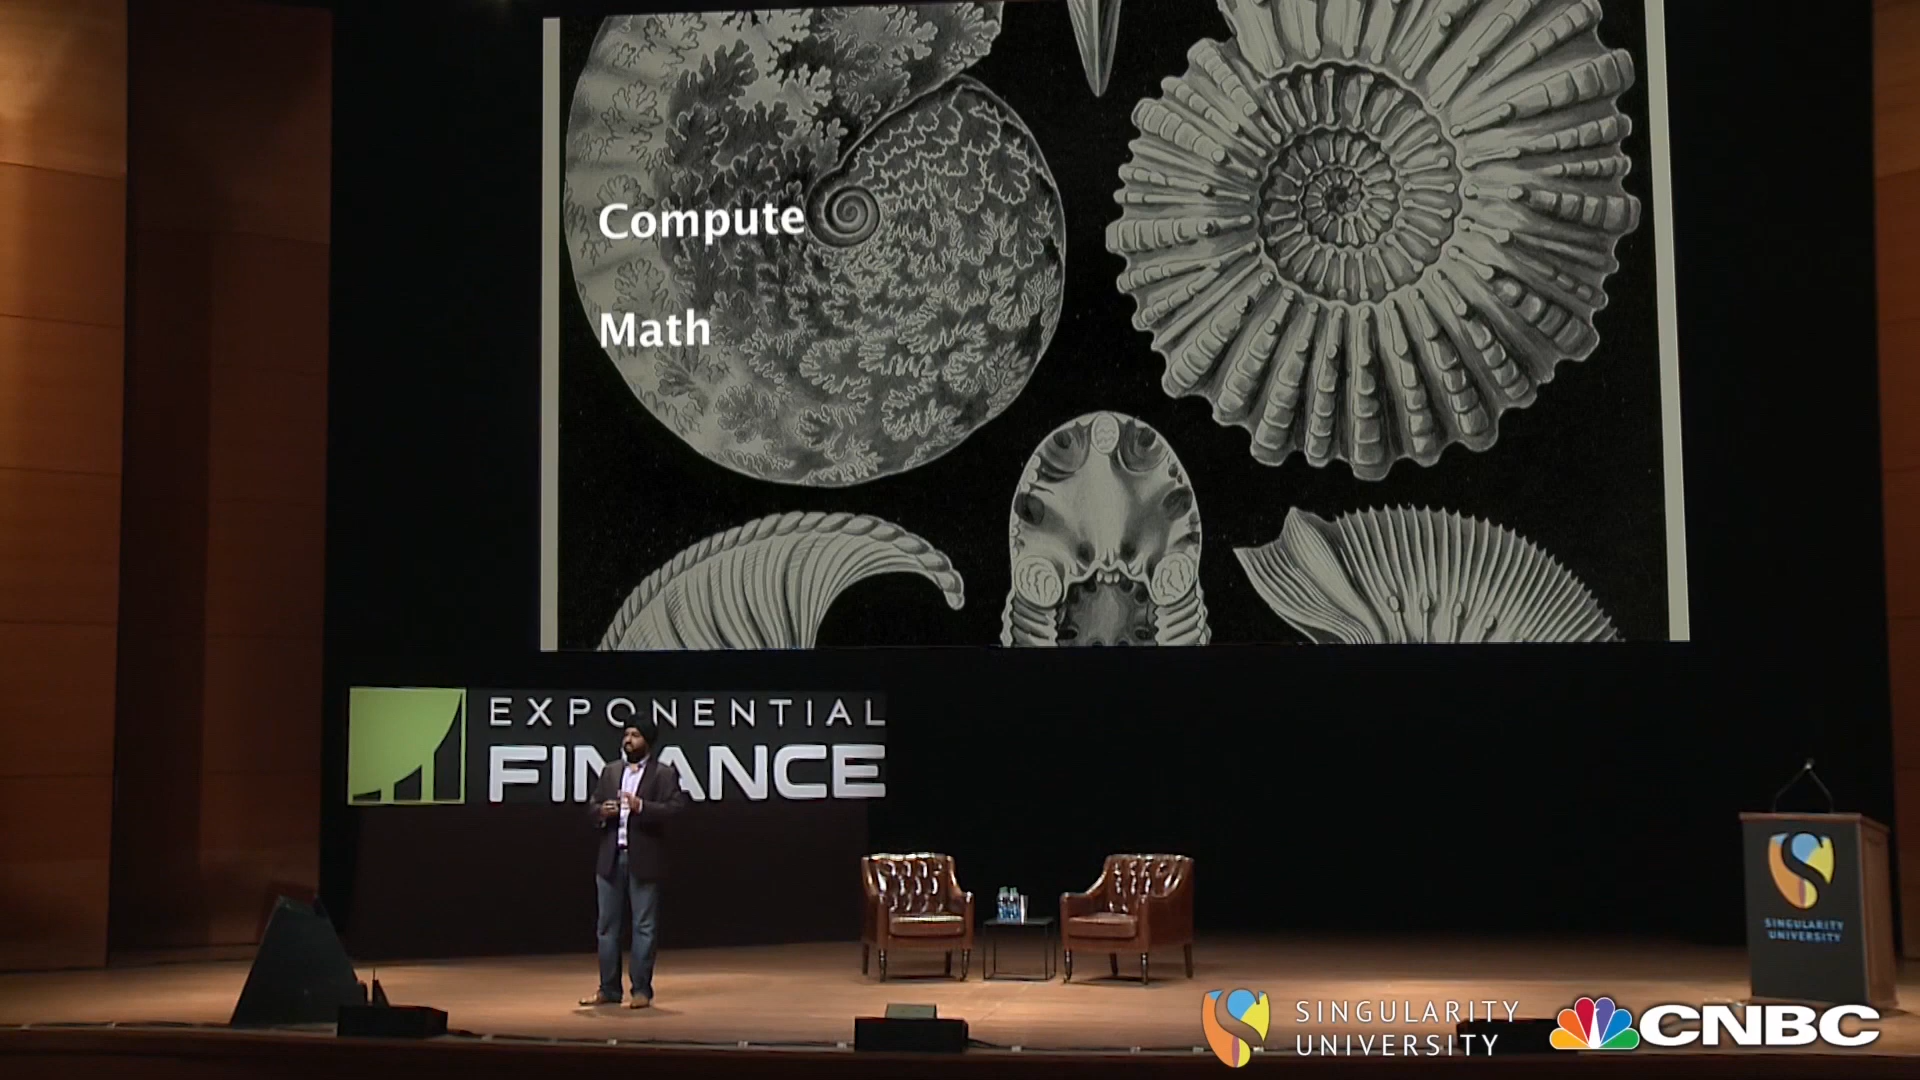 Compute
Math
EXPONENTIAL
FINANCE
SINGULARITY
UNIVERSITY
SINGULARITY
UNIVERSITY
CNBC